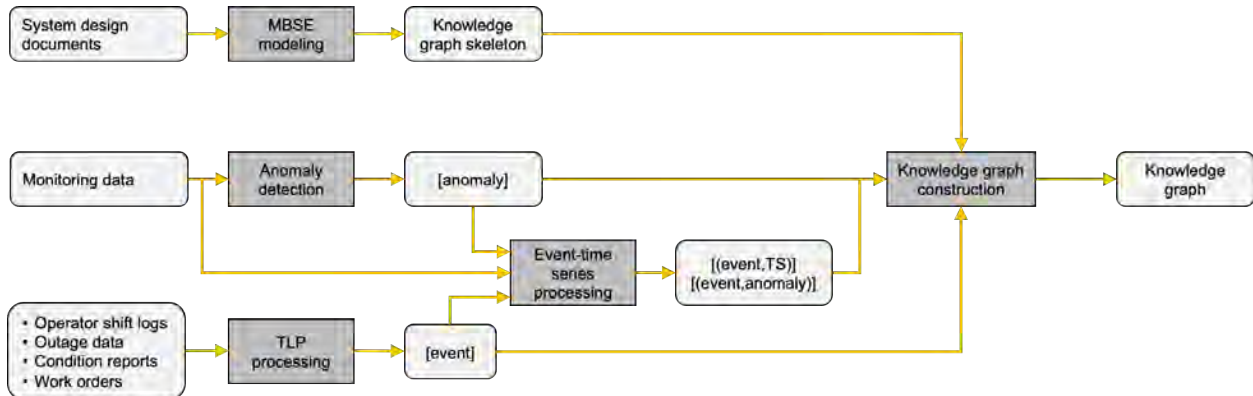 System design
documents
MBSE
modeling
Knowledge
graph skeleton
Monitoring data
Anomaly
detection
[anomaly]
Knowledge graph
construction
Knowledge
graph
Event-time
series
processing
[(event,TS)]
[(event,anomaly)]
• Operator shift logs
• Outage data
• Condition reports
• Work orders
TLP
processing
[event]